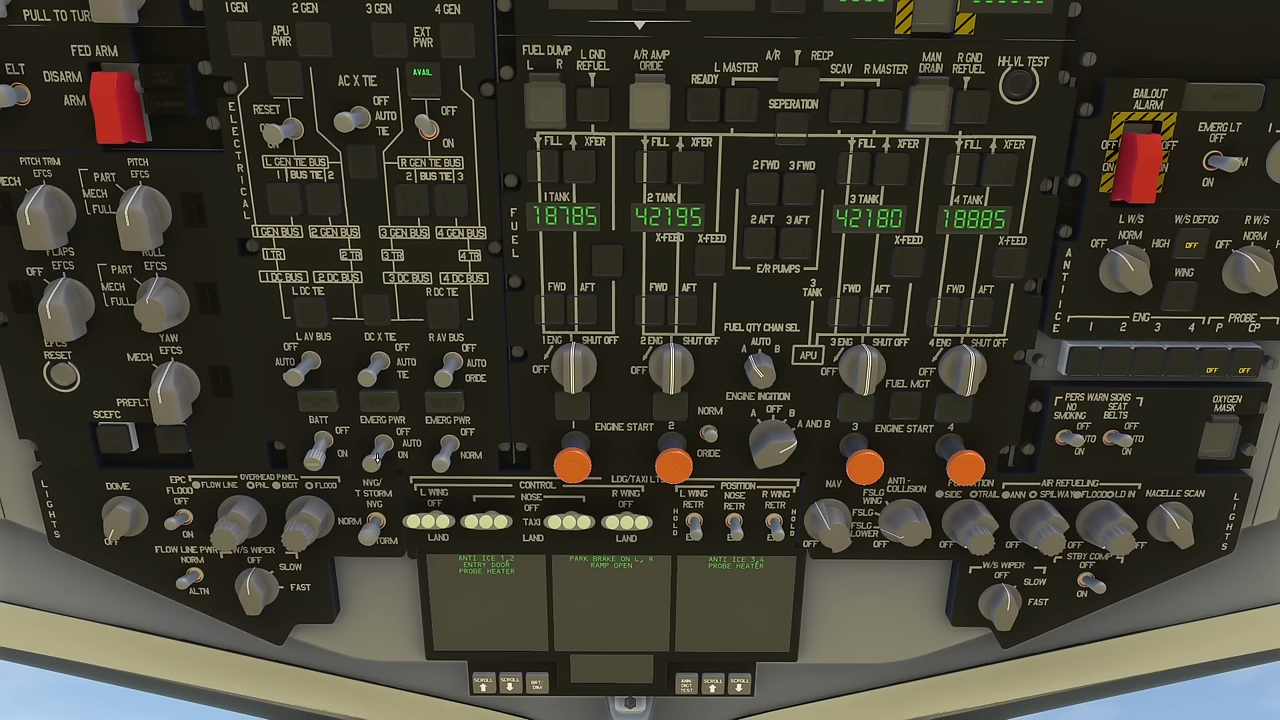 PULL TO TUR
1 GEN
3 GEN
4 GEN
APU PWR
EXT PWR
AVAIL
AC X TIE
OFF
AUTO
TIE
RESET
ON
OFF
ON
FED ARM
DISARM
ARM
ELT
ELECTRICAL
L GEN TIE BUS
R GEN TIE BUS
1 BUS TIE 2
2 BUS TIE 3
1 GEN BUS
2 GEN BUS
3 GEN BUS
4 GEN BUS
1 TR
2 TR
3 TR
4 TR
1 DC BUS
2 DC BUS
3 DC BUS
4 DC BUS
L DC TIE
R DC TIE
L AV BUS
DC X TIE
R AV BUS
OFF
AUTO
OFF
AUTO
TIE
OFF
AUTO
ORIDE
BATT
EMERG PWR
EMERG PWR
OFF
ON
OFF
AUTO
ON
OFF
NORM
PITCH TRIM
EFCS
MECH
PITCH
EFCS
PART
MECH
FULL
FLAPS
EFCS
OFF
ROLL
EFCS
PART
MECH
FULL
EFCS
RESET
YAW
EFCS
MECH
PREFLT
SCEFC
FUEL DUMP
L
R
L GND REFUEL
A/R AMP ORIDE
READY
L MASTER
A/R
RECP
SEPERATION
SCAV
R MASTER
MAN DRAIN
R GND REFUEL
HI-LVL TEST
FUEL
FILL
XFER
FILL
XFER
FILL
XFER
FILL
XFER
1 TANK
18785
2 TANK
42195
3 TANK
42180
4 TANK
18885
2 FWD
3 FWD
2 AFT
3 AFT
E/R PUMPS
X-FEED
X-FEED
X-FEED
X-FEED
FWD
AFT
FWD
AFT
FWD
AFT
FWD
AFT
3 TANK
APU
FUEL QTY CHAN SEL
AUTO
A
B
1 ENG
SHUT OFF
OFF
2 ENG
SHUT OFF
OFF
3 ENG
SHUT OFF
OFF
4 ENG
SHUT OFF
OFF
FUEL MGT
ENGINE INGITION
OFF
A
B
A AND B
NORM
ORIDE
1
ENGINE START
2
3
ENGINE START
4
BAILOUT ALARM
EMERG LT
OFF
ON
ANTI ICE
L W/S
W/S DEFOG
R W/S
OFF
NORM
HIGH
OFF
OFF
NORM
WING
ENG
PROBE
1
2
3
4
P
CP
OFF
OFF
PERS WARN SIGNS
NO SMOKING
SEAT BELTS
OFF
ON
OFF
ON
OXYGEN MASK
LIGHTS
DOME
OFF
EPC FLOOD
OFF
ON
OVERHEAD PANEL
FLOW LINE
PNL
DIGT
FLOOD
FLOW LINE PWR
NORM
ALTN
W/S WIPER
OFF
SLOW
FAST
NVG/
T STORM
NVG
NORM
CONTROL
LDG/TAXI LTS
L WING
OFF
LAND
NOSE
OFF
TAXI
LAND
R WING
OFF
LAND
POSITION
L WING
RETR
NOSE
RETR
R WING
RETR
HOLD
HOLD
NAV
ANTI-
COLLISION
FSLG
WING
FSLG
FSLG
LOWER
OFF
AIR REFUELING
NACELLE SCAN
OFF
LIGHTS
W/S WIPER
OFF
SLOW
FAST
STBY COMP
OFF
ON
ANTI ICE 1,2
ENTRY DOOR
PROBE HEATER
PARK BRAKE ON L, R
RAMP OPEN
ANTI ICE 3,4
PROBE HEATER
SCROLL
SCROLL
BRT/
DIM
ANN
DIGT
TEST
SCROLL
SCROLL